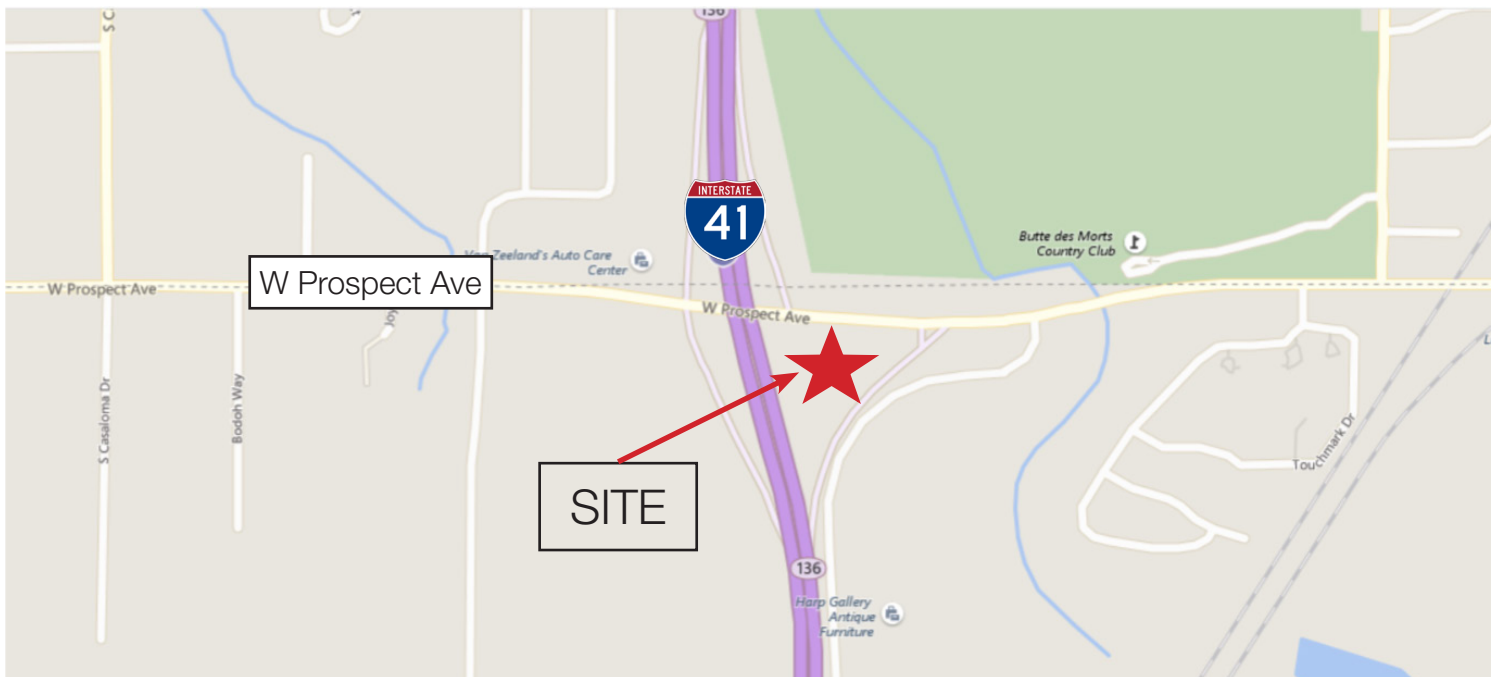 S C
136
INTERSTATE
41
Butte des Morts
Country Club
Zeeland's Auto Care
Center
W Prospect Ave
W Prospect Ave
W Prospect Ave
Joy
S Casaloma Dr
Bodoh Way
SITE
Touchmark Dr
136
Harp Gallery
Antique
Furniture
L